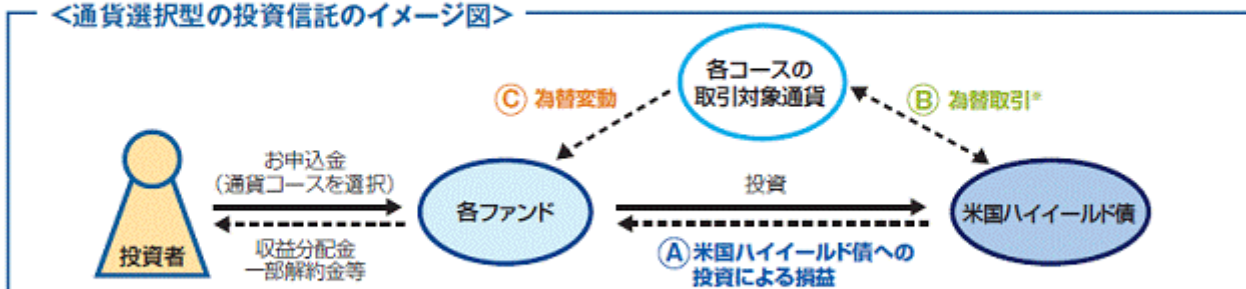 <通貨選択型の投資信託のイメージ図>
各コースの
取引対象通貨
Ⓒ 為替変動
Ⓑ 為替取引※
お申込金
（通貨コースを選択）
投資者
収益分配金
一部解約金等
各ファンド
投資
Ⓐ 米国ハイイールド債への
投資による損益
米国ハイイールド債